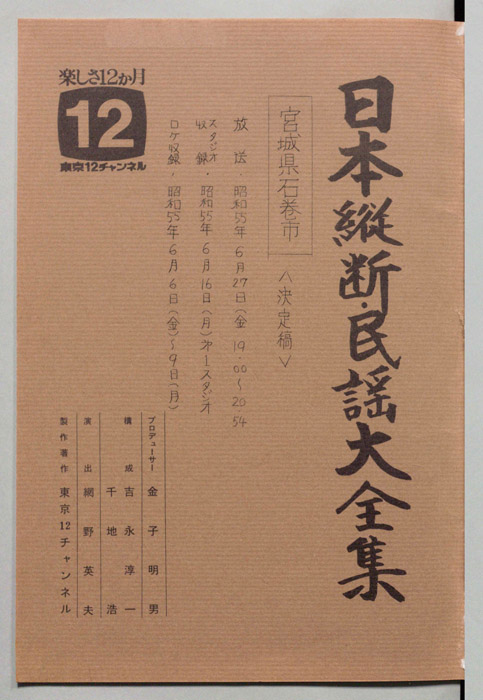 日本縦断・民謡大全集
宮城県石巻市
〈決定稿〉
放送・昭和55年6月27日(金)19:00〜20:54
スタジオ収録・昭和55年6月16日(月)第一スタジオ
ロケ収録・昭和55年6月6日(金)〜9日(月)
楽しさ12か月
12
東京12チャンネル
プロデューサー 金子明男
構成 吉永淳一
千地浩
演出 網野英夫
製作著作 東京12チャンネル